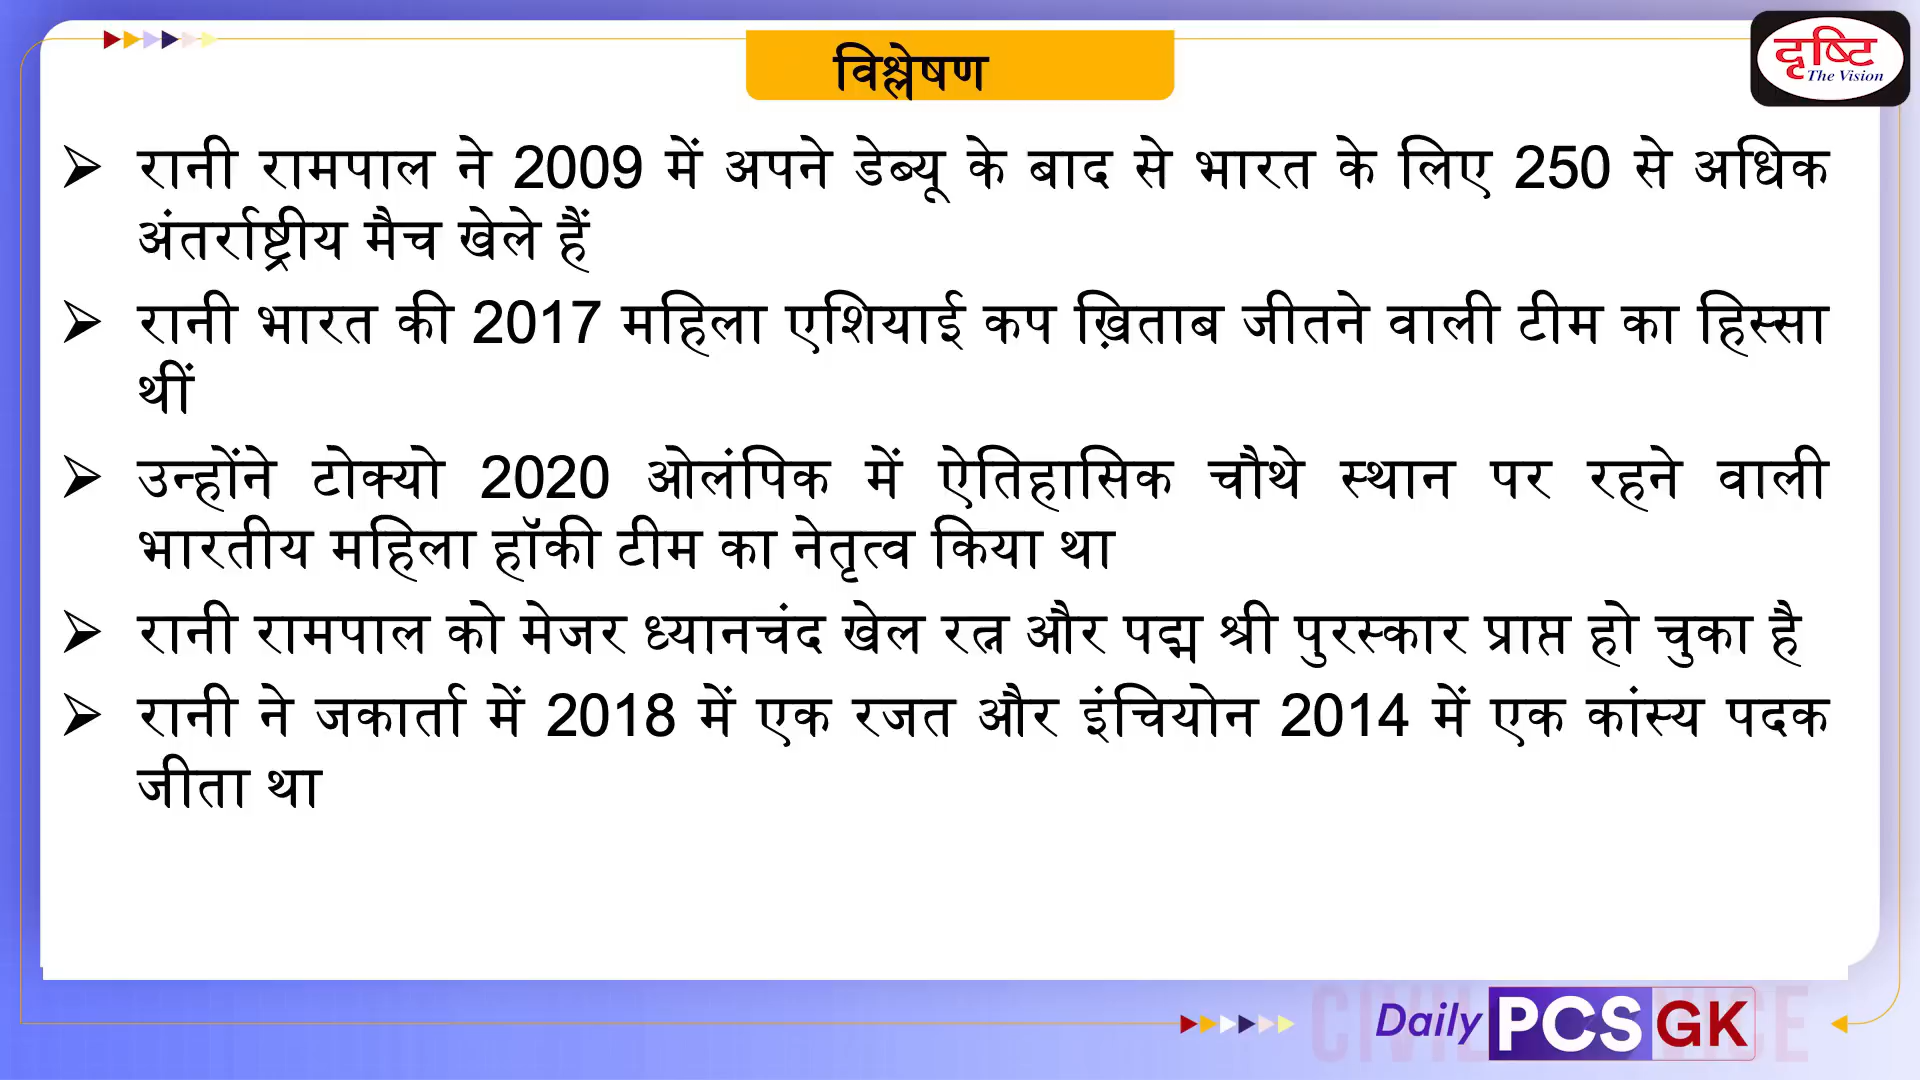 विश्लेषण
दृष्टि
The Vision
➢ रानी रामपाल ने 2009 में अपने डेब्यू के बाद से भारत के लिए 250 से अधिक
अंतर्राष्ट्रीय मैच खेले हैं
➢ रानी भारत की 2017 महिला एशियाई कप ख़िताब जीतने वाली टीम का हिस्सा
थीं
➢ उन्होंने टोक्यो 2020 ओलंपिक में ऐतिहासिक चौथे स्थान पर रहने वाली
भारतीय महिला हॉकी टीम का नेतृत्व किया था
➢ रानी रामपाल को मेजर ध्यानचंद खेल रत्न और पद्म श्री पुरस्कार प्राप्त हो चुका है
➢ रानी ने जकार्ता में 2018 में एक रजत और इंचियोन 2014 में एक कांस्य पदक
जीता था
Daily PCS GK